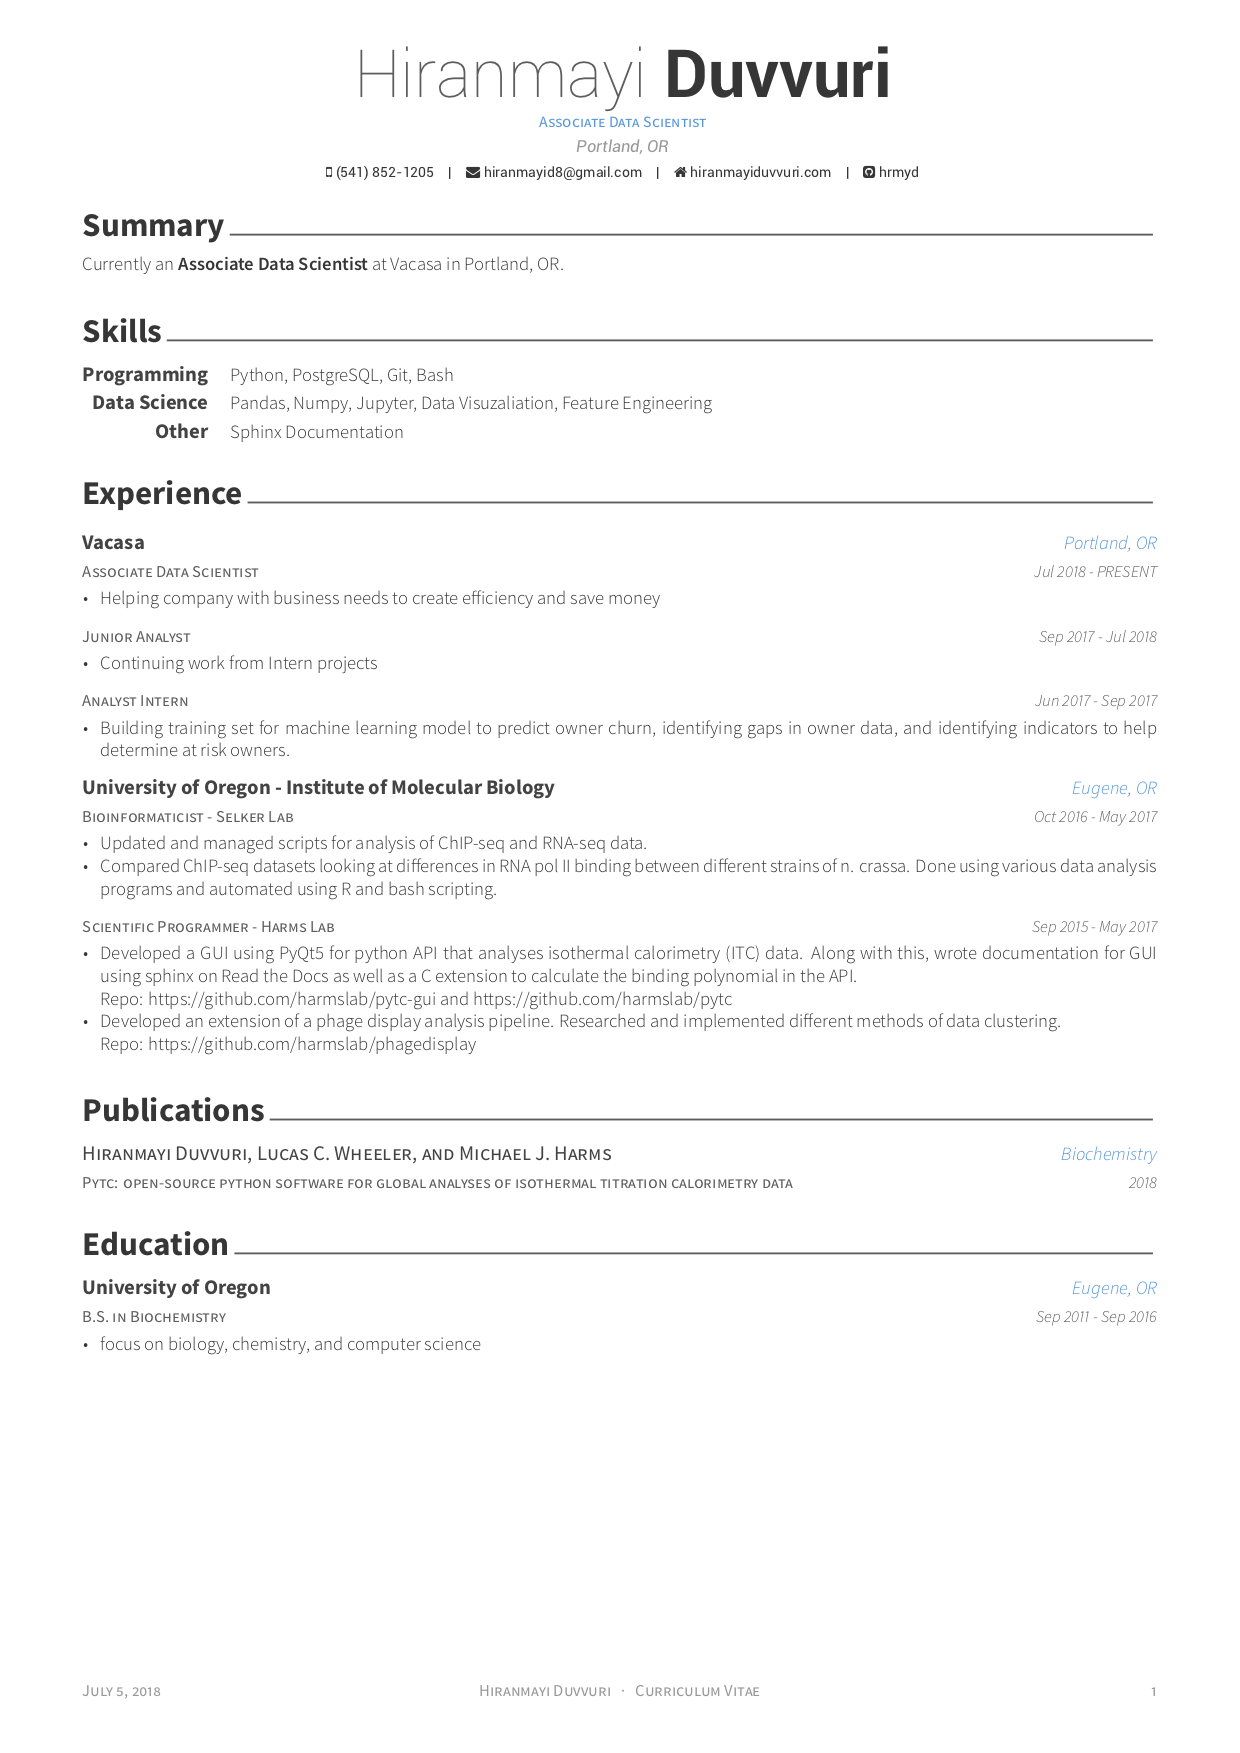 Hiranmayi Duvvuri
Associate Data Scientist
Portland, OR
(541) 852-1205 | hiranmayid8@gmail.com | hiranmayiduvvuri.com | hrmyd
Summary
Currently an Associate Data Scientist at Vacasa in Portland, OR.
Skills
Programming Python, PostgreSQL, Git, Bash
Data Science Pandas, Numpy, Jupyter, Data Visuzaliation, Feature Engineering
Other Sphinx Documentation
Experience
Vacasa Portland, OR
Associate Data Scientist Jul 2018 - PRESENT
• Helping company with business needs to create efficiency and save money
Junior Analyst Sep 2017 - Jul 2018
• Continuing work from Intern projects
Analyst Intern Jun 2017 - Sep 2017
• Building training set for machine learning model to predict owner churn, identifying gaps in owner data, and identifying indicators to help
determine at risk owners.
University of Oregon - Institute of Molecular Biology Eugene, OR
Bioinformaticist - Selker Lab Oct 2016 - May 2017
• Updated and managed scripts for analysis of ChIP-seq and RNA-seq data.
• Compared ChIP-seq datasets looking at differences in RNA pol II binding between different strains of n. crassa. Done using various data analysis
programs and automated using R and bash scripting.
Scientific Programmer - Harms Lab Sep 2015 - May 2017
• Developed a GUI using PyQt5 for python API that analyses isothermal calorimetry (ITC) data. Along with this, wrote documentation for GUI
using sphinx on Read the Docs as well as a C extension to calculate the binding polynomial in the API.
Repo: https://github.com/harmslab/pytc-gui and https://github.com/harmslab/pytc
• Developed an extension of a phage display analysis pipeline. Researched and implemented different methods of data clustering.
Repo: https://github.com/harmslab/phagedisplay
Publications
Hiranmayi Duvvuri, Lucas C. Wheeler, and Michael J. Harms Biochemistry
Pytc: open-source python software for global analyses of isothermal titration calorimetry data 2018
Education
University of Oregon Eugene, OR
B.S. in Biochemistry Sep 2011 - Sep 2016
• focus on biology, chemistry, and computer science
July 5, 2018 Hiranmayi Duvvuri · Curriculum Vitae 1